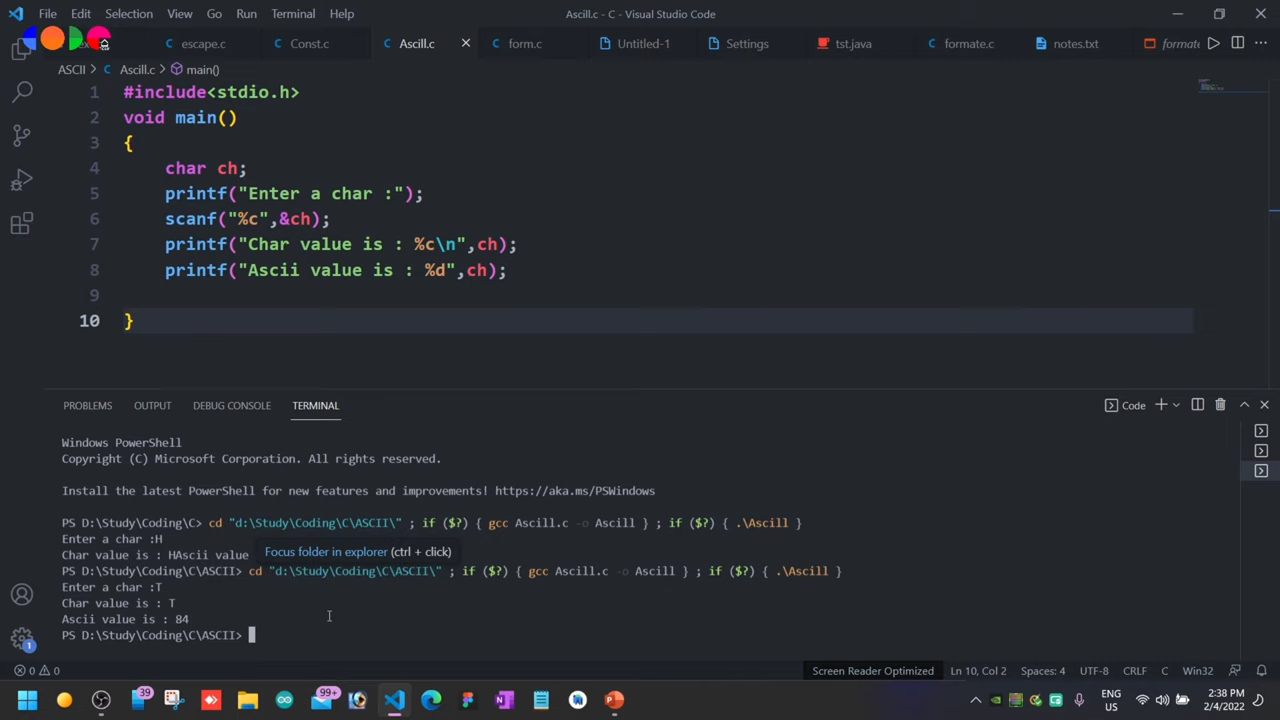 File Edit Selection View Go Run Terminal Help Ascill.c - C - Visual Studio Code
escape.c Const.c Ascill.c form.c Untitled-1 Settings tst.java formate.c notes.txt formate
ASCII > Ascill.c > main()
1 #include<stdio.h>
2 void main()
3 {
4 char ch;
5 printf("Enter a char :");
6 scanf("%c",&ch);
7 printf("Char value is : %c\n",ch);
8 printf("Ascii value is : %d",ch);
9
10 }
PROBLEMS OUTPUT DEBUG CONSOLE TERMINAL Code
Windows PowerShell
Copyright (C) Microsoft Corporation. All rights reserved.
Install the latest PowerShell for new features and improvements! https://aka.ms/PSWindows
PS D:\Study\Coding\C> cd "d:\Study\Coding\C\ASCII\" ; if ($?) { gcc Ascill.c -o Ascill } ; if ($?) { .\Ascill }
Enter a char :H
Char value is : HAscii value
Focus folder in explorer (ctrl + click)
PS D:\Study\Coding\C\ASCII> cd "d:\Study\Coding\C\ASCII\" ; if ($?) { gcc Ascill.c -o Ascill } ; if ($?) { .\Ascill }
Enter a char :T
Char value is : T
Ascii value is : 84
PS D:\Study\Coding\C\ASCII>
1
0 0 Screen Reader Optimized Ln 10, Col 2 Spaces: 4 UTF-8 CRLF C Win32
39 99+ ENG US 2:38 PM 2/4/2022